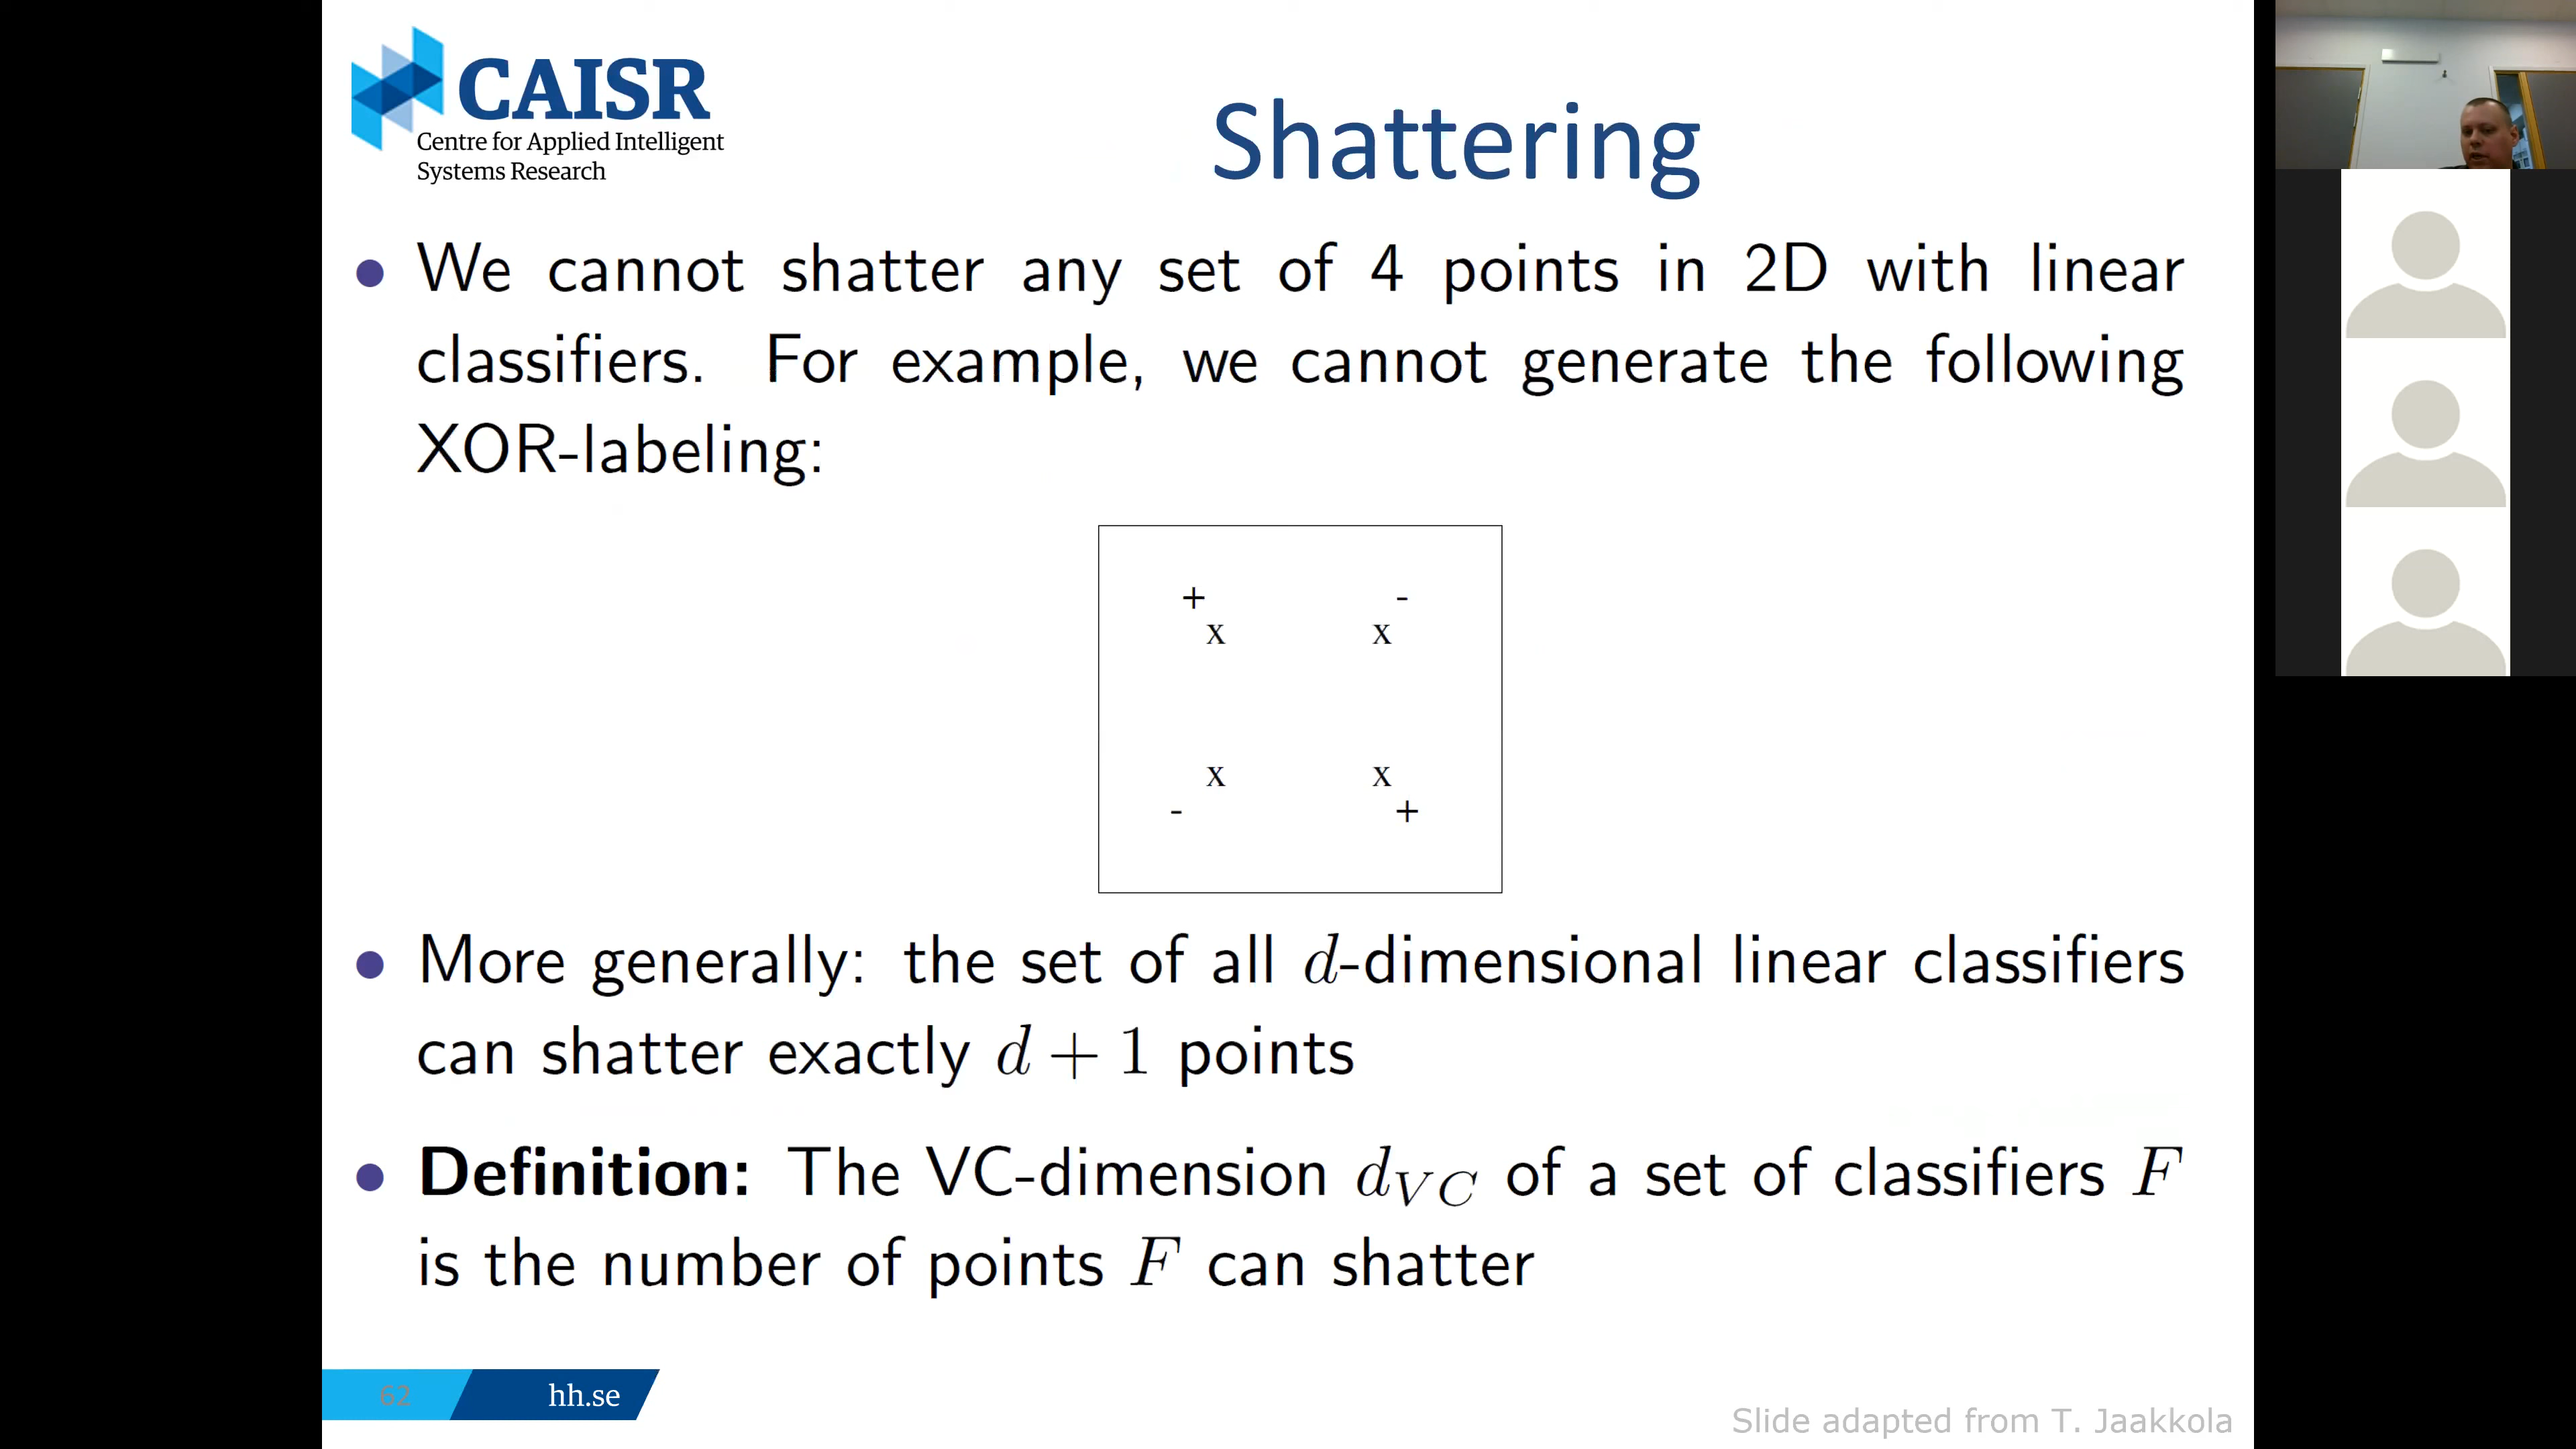 CAISR
Centre for Applied Intelligent
Systems Research
Shattering
• We cannot shatter any set of 4 points in 2D with linear
classifiers. For example, we cannot generate the following
XOR-labeling:
+ -
x x
x x
- +
• More generally: the set of all d-dimensional linear classifiers
can shatter exactly d + 1 points
• Definition: The VC-dimension d_{VC} of a set of classifiers F
is the number of points F can shatter
62 hh.se
Slide adapted from T. Jaakkola